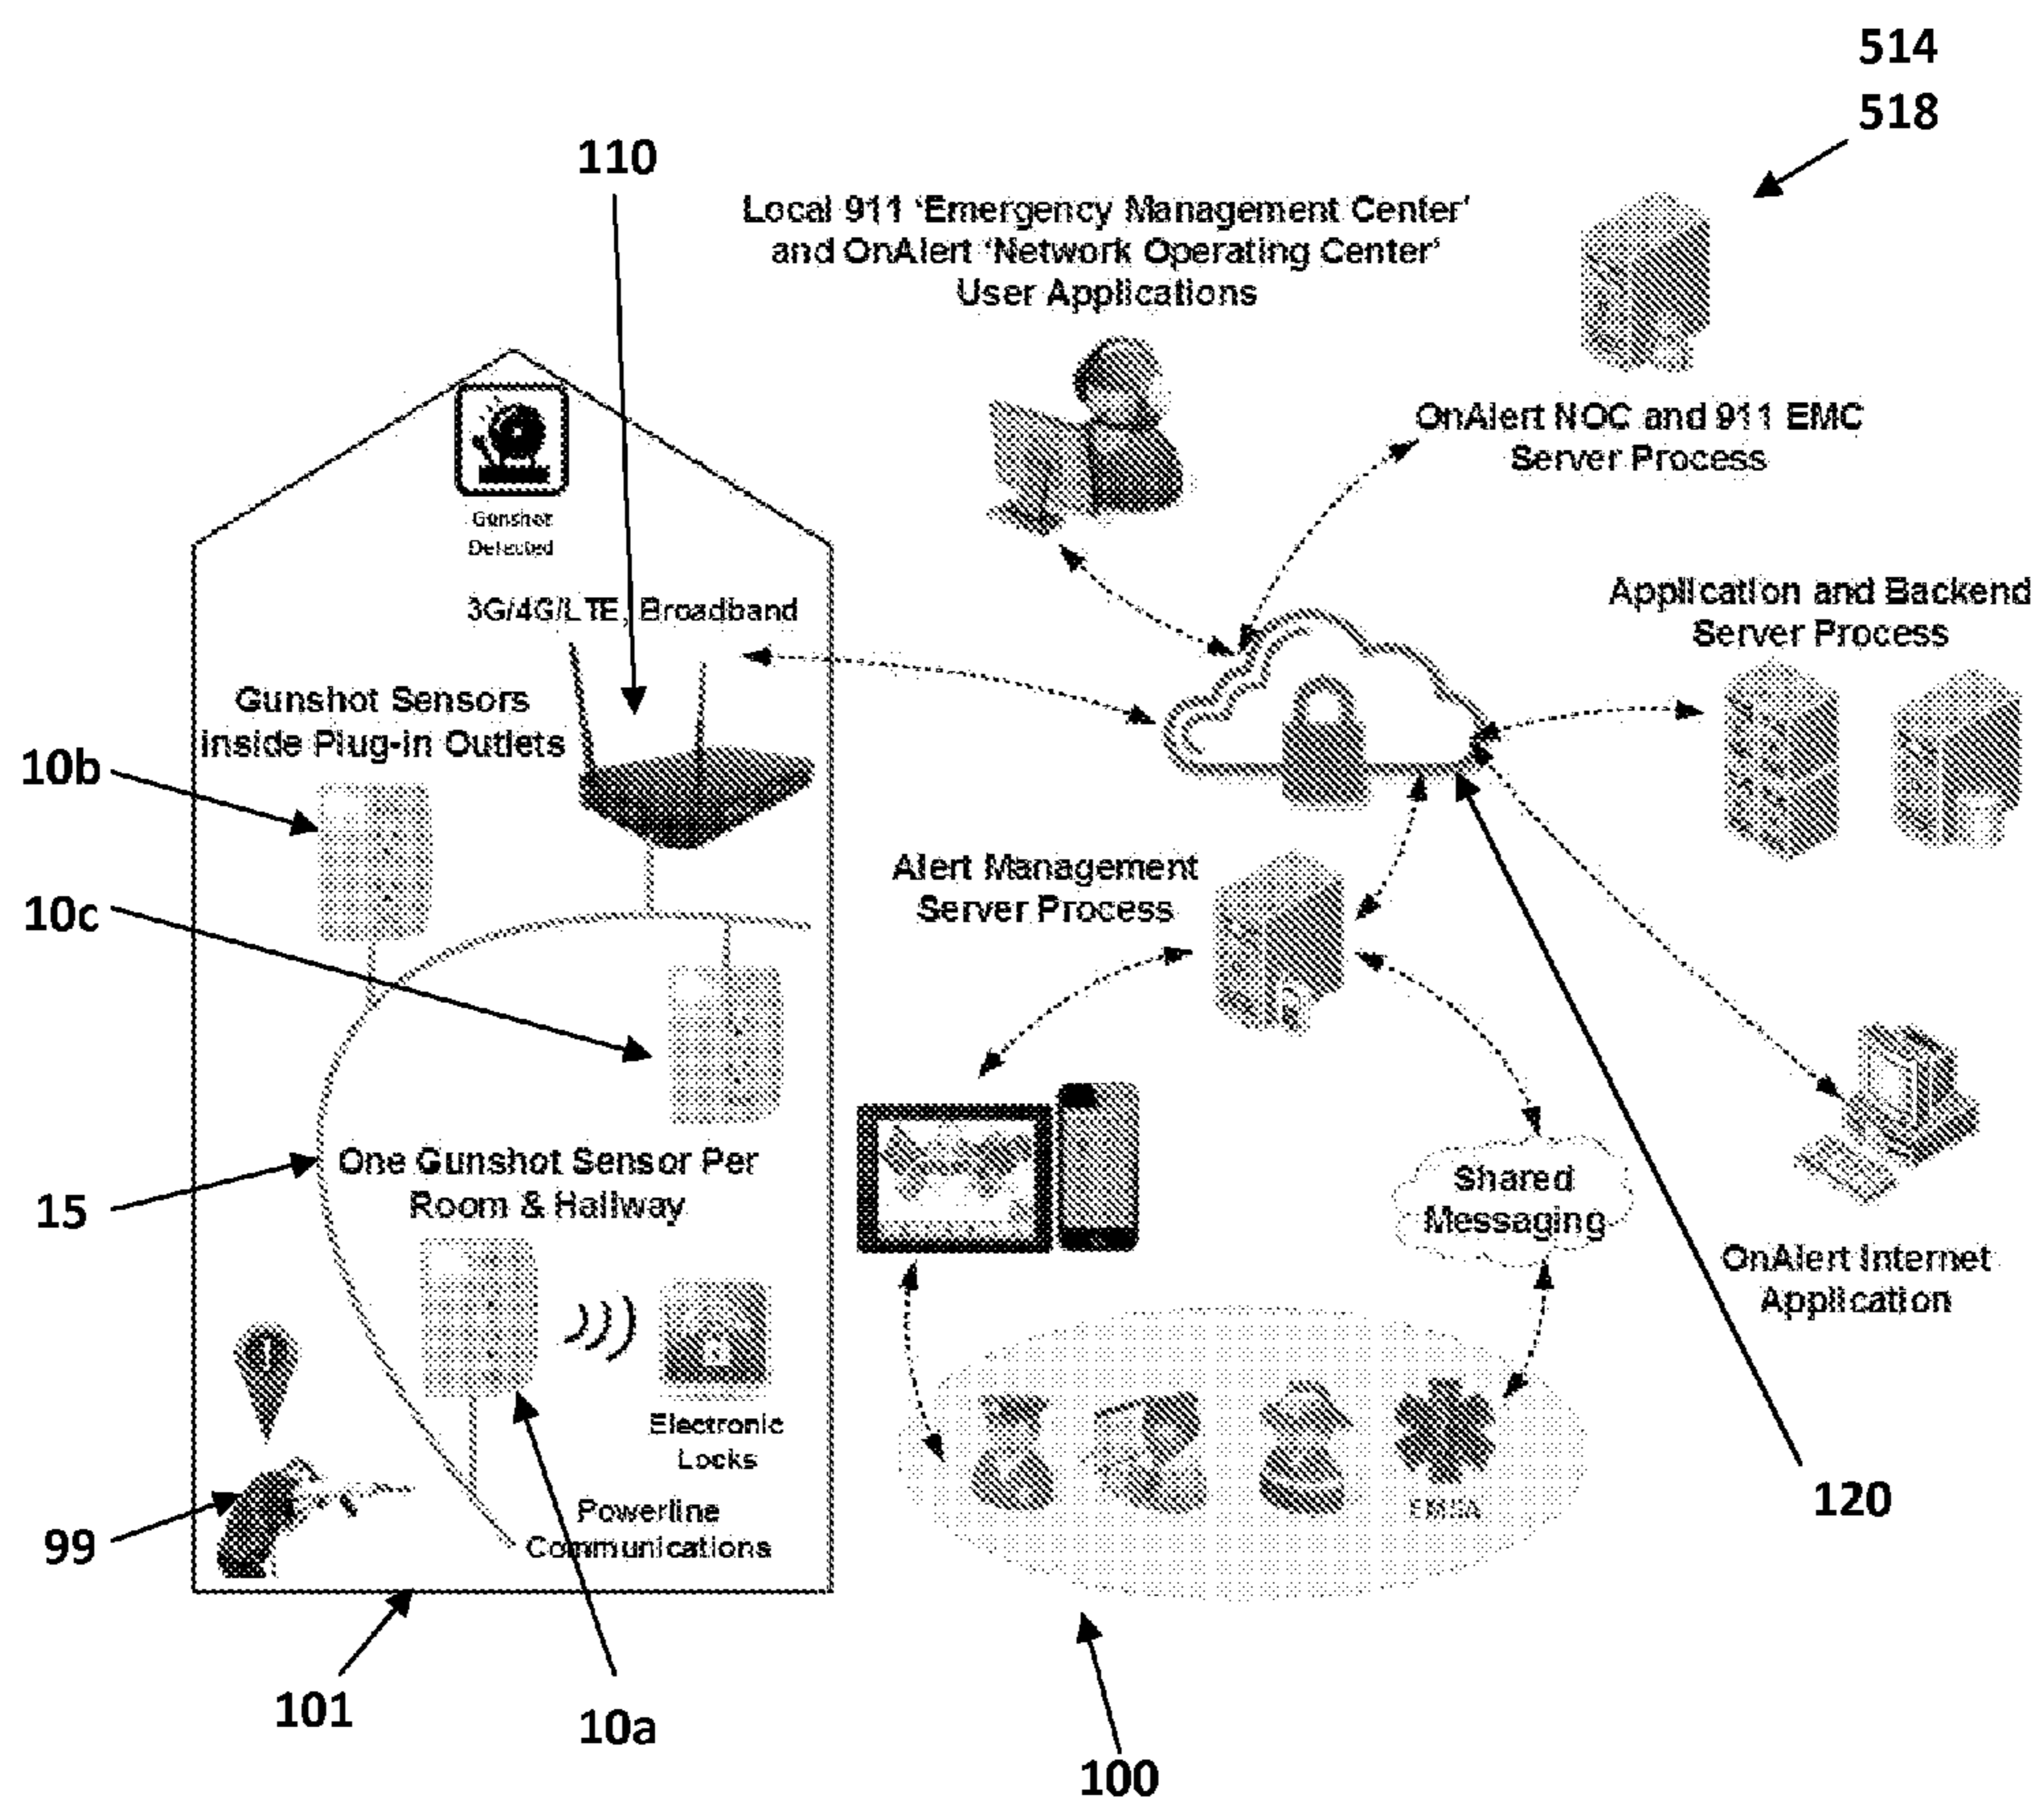 514
518
110
Local 911 ‘Emergency Management Center’
and OnAlert ‘Network Operating Center’
User Applications
OnAlert NOC and 911 EMC
Server Process
Gunshot
Detected
3G/4G/LTE, Broadband
Application and Backend
Server Process
Gunshot Sensors
inside Plug-in Outlets
10b
10c
Alert Management
Server Process
One Gunshot Sensor Per
Room & Hallway
15
Shared
Messaging
OnAlert Internet
Application
Electronic
Locks
Powerline
Communications
99
120
101
10a
100